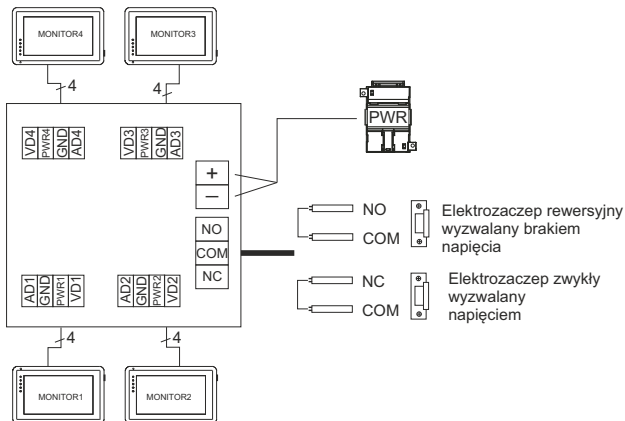 MONITOR4
MONITOR3
4
4
PWR
VD4
PWR4
GND
AD4
VD3
PWR3
GND
AD3
+
−
NO
COM
NC
NO
COM
Elektrozaczep rewersyjny
wyzwalany brakiem
napięcia
NC
COM
Elektrozaczep zwykły
wyzwalany
napięciem
AD1
GND
PWR1
VD1
AD2
GND
PWR2
VD2
4
4
MONITOR1
MONITOR2